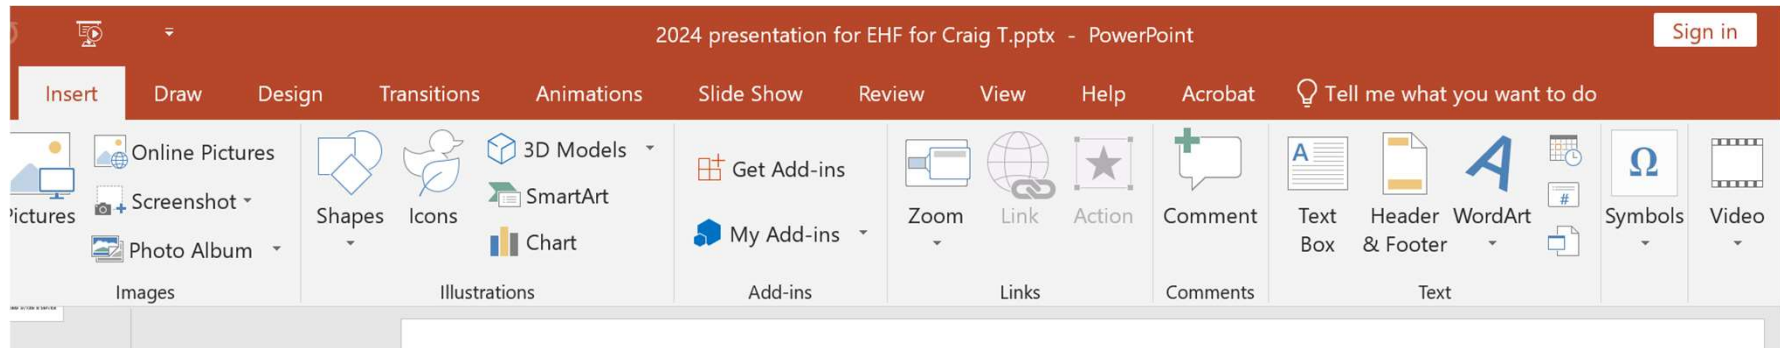 2024 presentation for EHF for Craig T.pptx - PowerPoint
Sign in
Insert Draw Design Transitions Animations Slide Show Review View Help Acrobat Tell me what you want to do
Online Pictures
Screenshot
Photo Album
Images
Shapes
Icons
3D Models
SmartArt
Chart
Illustrations
Get Add-ins
My Add-ins
Add-ins
Zoom
Link
Action
Links
Comment
Comments
A
Text
Box
Header
& Footer
A
WordArt
#
Text
Ω
Symbols
Video